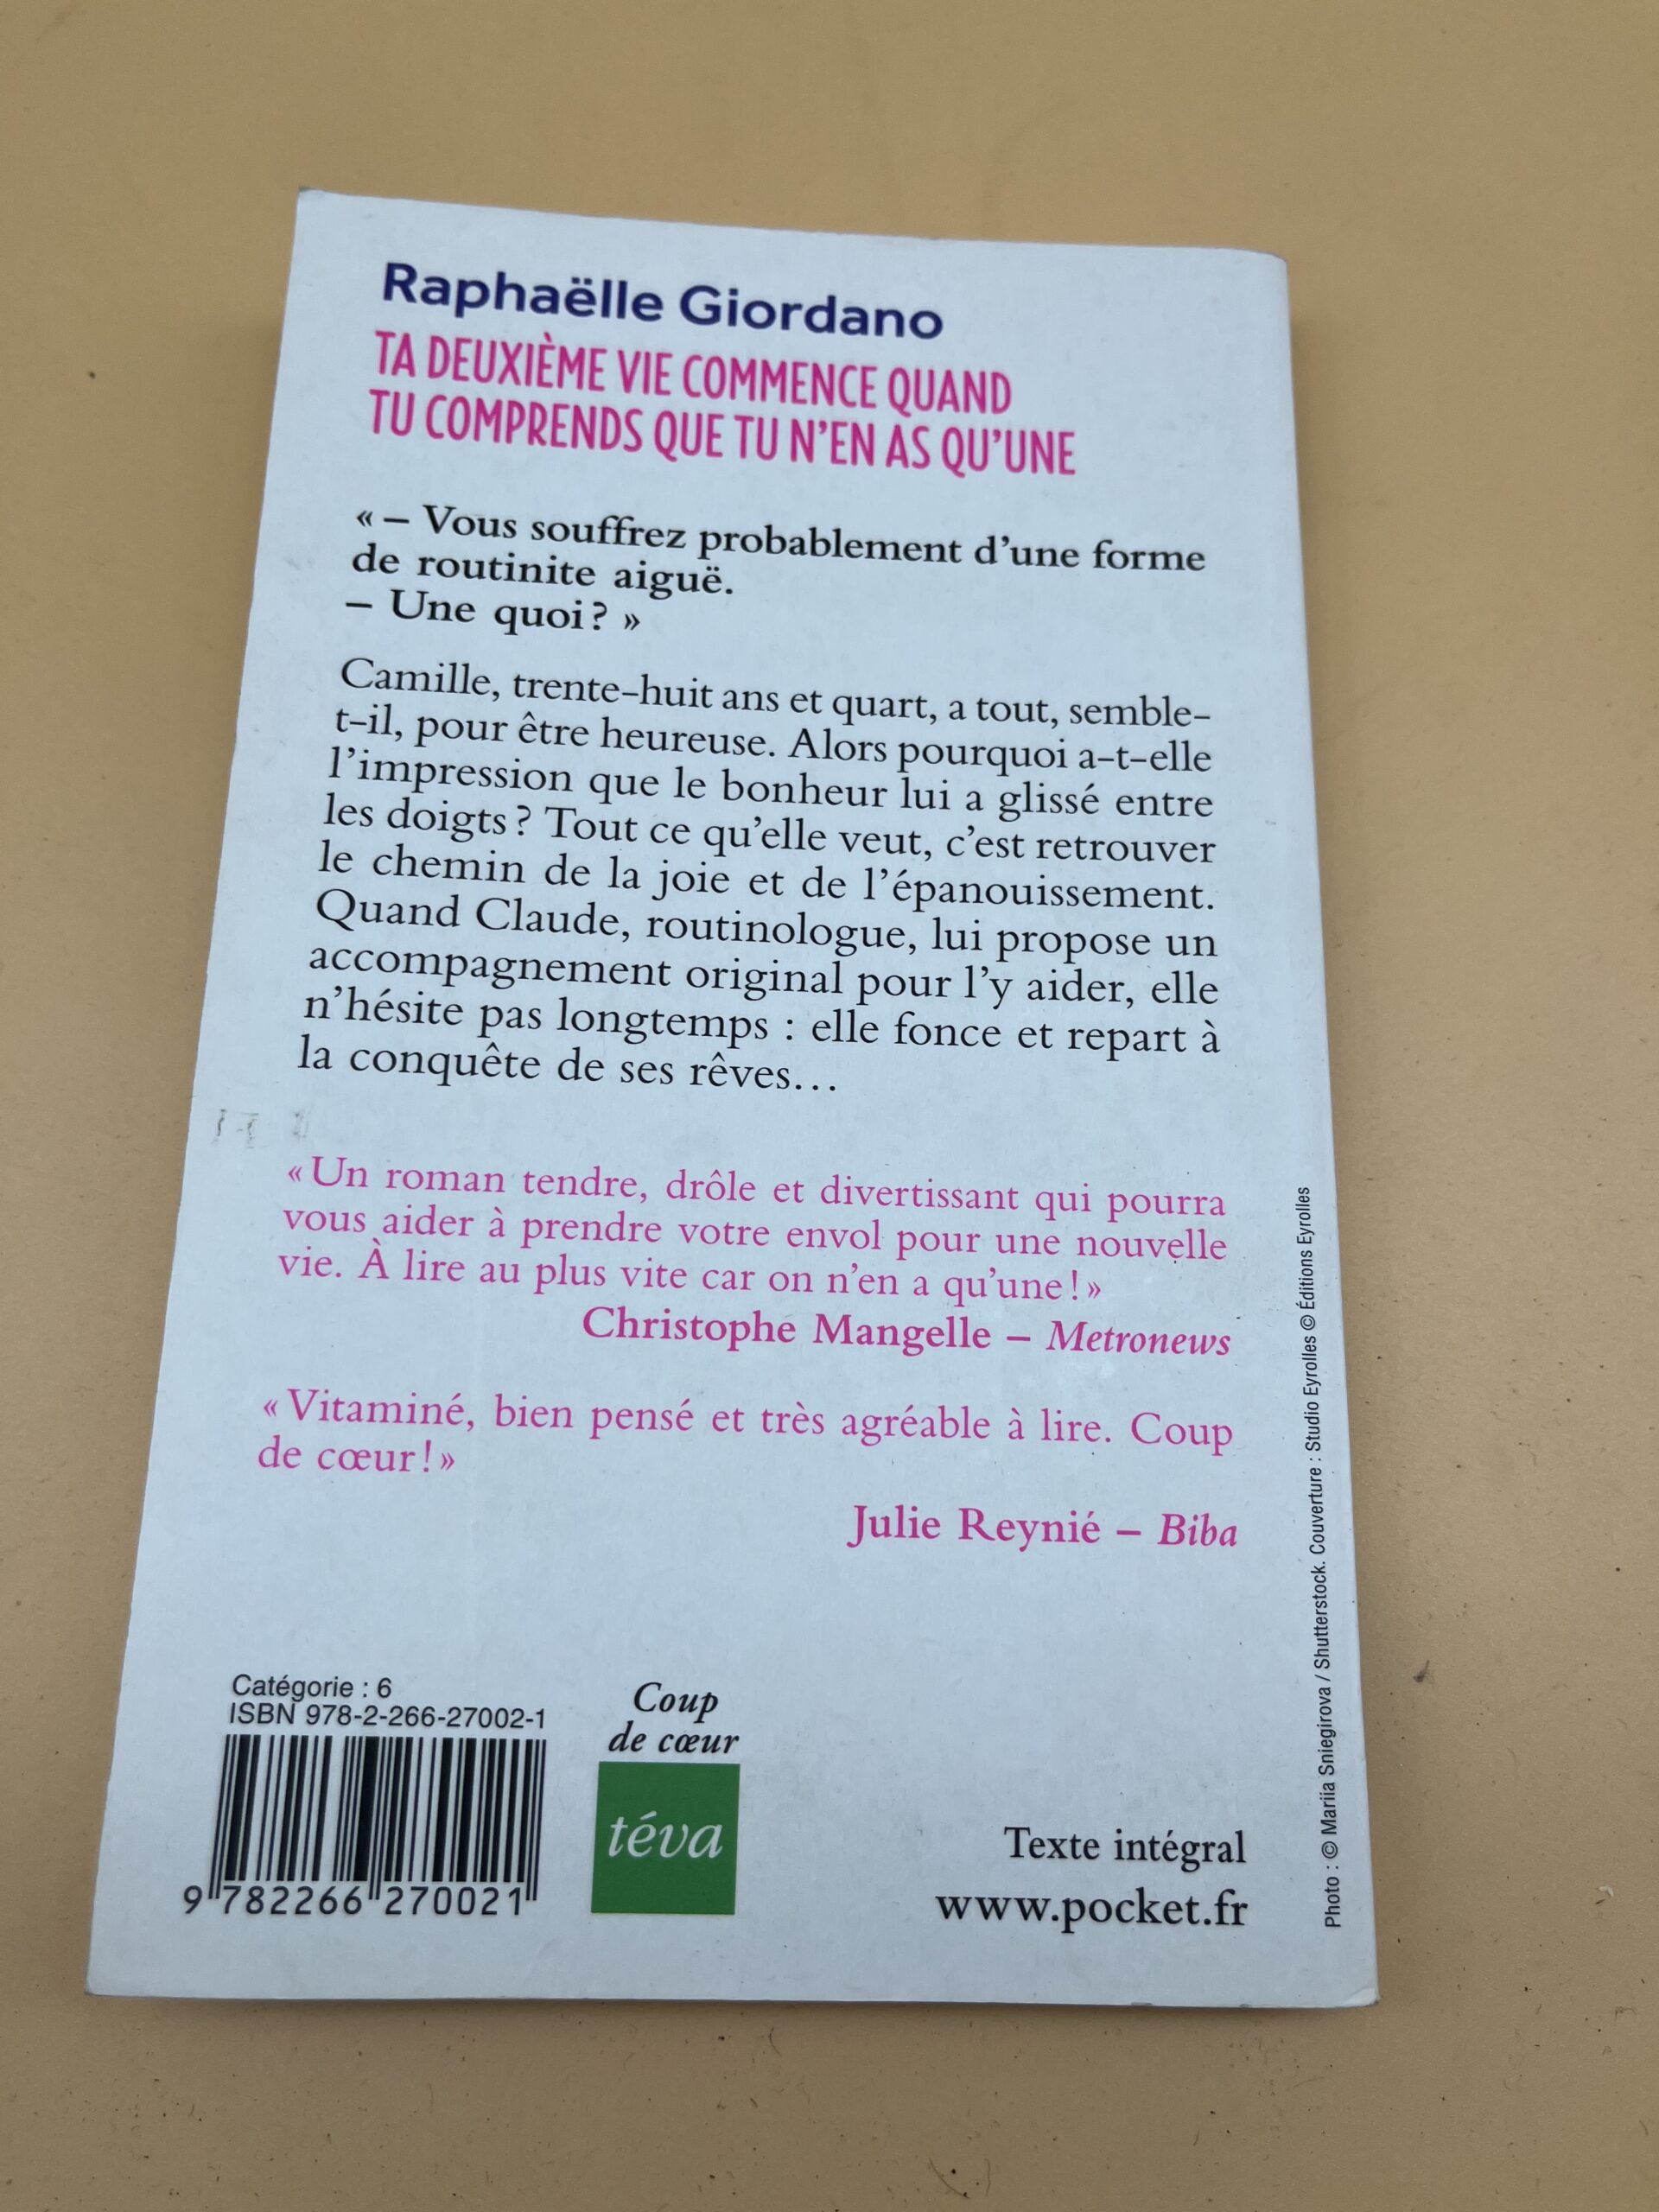 Raphaëlle Giordano
TA DEUXIÈME VIE COMMENCE QUAND
TU COMPRENDS QUE TU N'EN AS QU'UNE
« – Vous souffrez probablement d'une forme
de routinite aiguë.
– Une quoi ? »
Camille, trente-huit ans et quart, a tout, semble-
t-il, pour être heureuse. Alors pourquoi a-t-elle
l'impression que le bonheur lui a glissé entre
les doigts ? Tout ce qu'elle veut, c'est retrouver
le chemin de la joie et de l'épanouissement.
Quand Claude, routinologue, lui propose un
accompagnement original pour l'y aider, elle
n'hésite pas longtemps : elle fonce et repart à
la conquête de ses rêves…
« Un roman tendre, drôle et divertissant qui pourra
vous aider à prendre votre envol pour une nouvelle
vie. À lire au plus vite car on n'en a qu'une ! »
Christophe Mangelle – Metronews
« Vitaminé, bien pensé et très agréable à lire. Coup
de cœur ! »
Julie Reynié – Biba
Catégorie : 6
ISBN 978-2-266-27002-1
9 782266 270021
Coup
de cœur
téva
Texte intégral
www.pocket.fr
Photo : © Mariia Sniegirova / Shutterstock. Couverture : Studio Eyrolles © Éditions Eyrolles